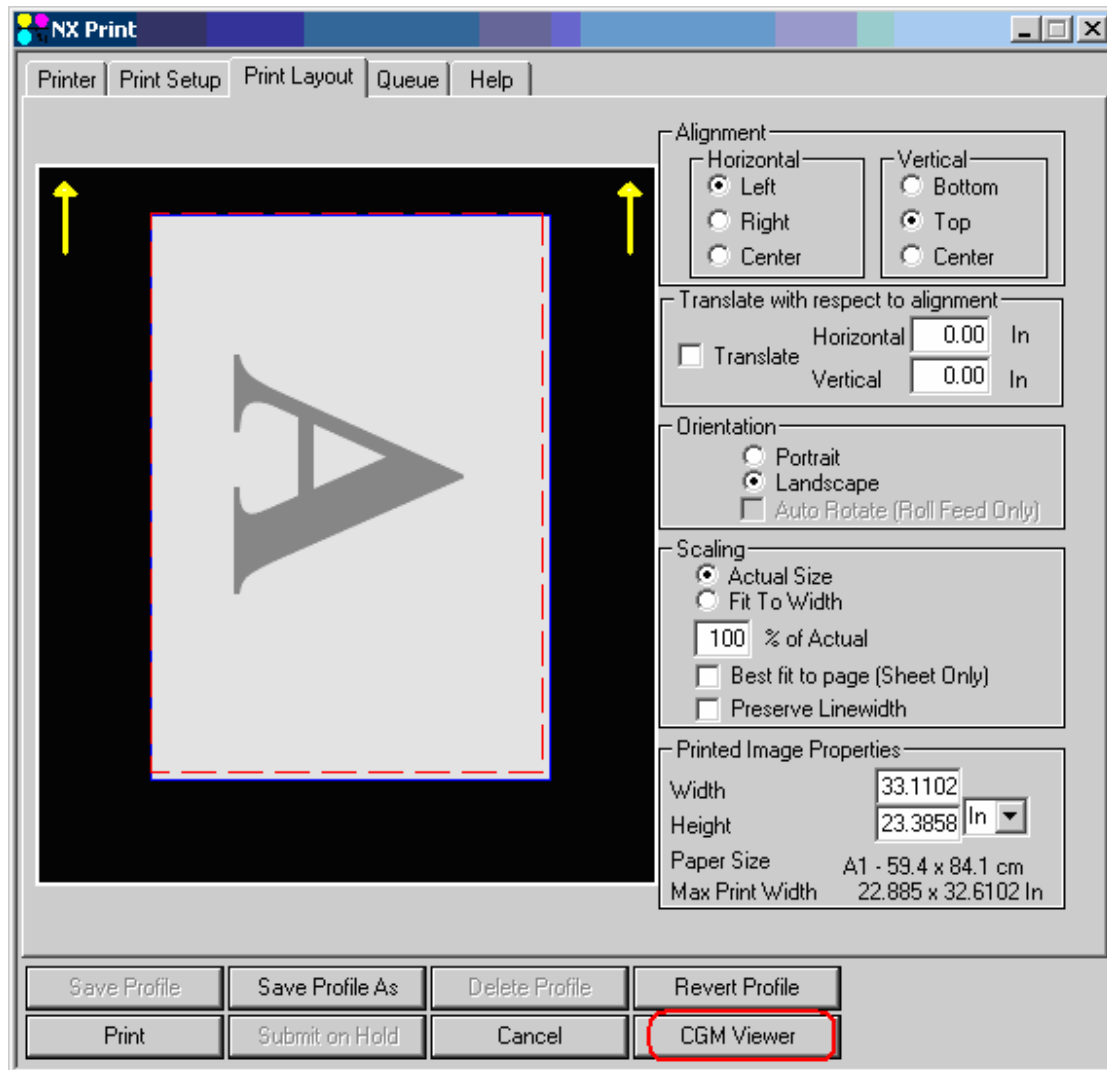 NX Print
Printer Print Setup Print Layout Queue Help
Alignment
Horizontal Vertical
Left Bottom
Right Top
Center Center
Translate with respect to alignment
Horizontal 0.00 In
Translate
Vertical 0.00 In
Orientation
Portrait
Landscape
Auto Rotate (Roll Feed Only)
Scaling
Actual Size
Fit To Width
100 % of Actual
Best fit to page (Sheet Only)
Preserve Linewidth
Printed Image Properties
Width 33.1102
Height 23.3858 In
Paper Size A1 - 59.4 x 84.1 cm
Max Print Width 22.885 x 32.6102 In
A
Save Profile Save Profile As Delete Profile Revert Profile
Print Submit on Hold Cancel CGM Viewer